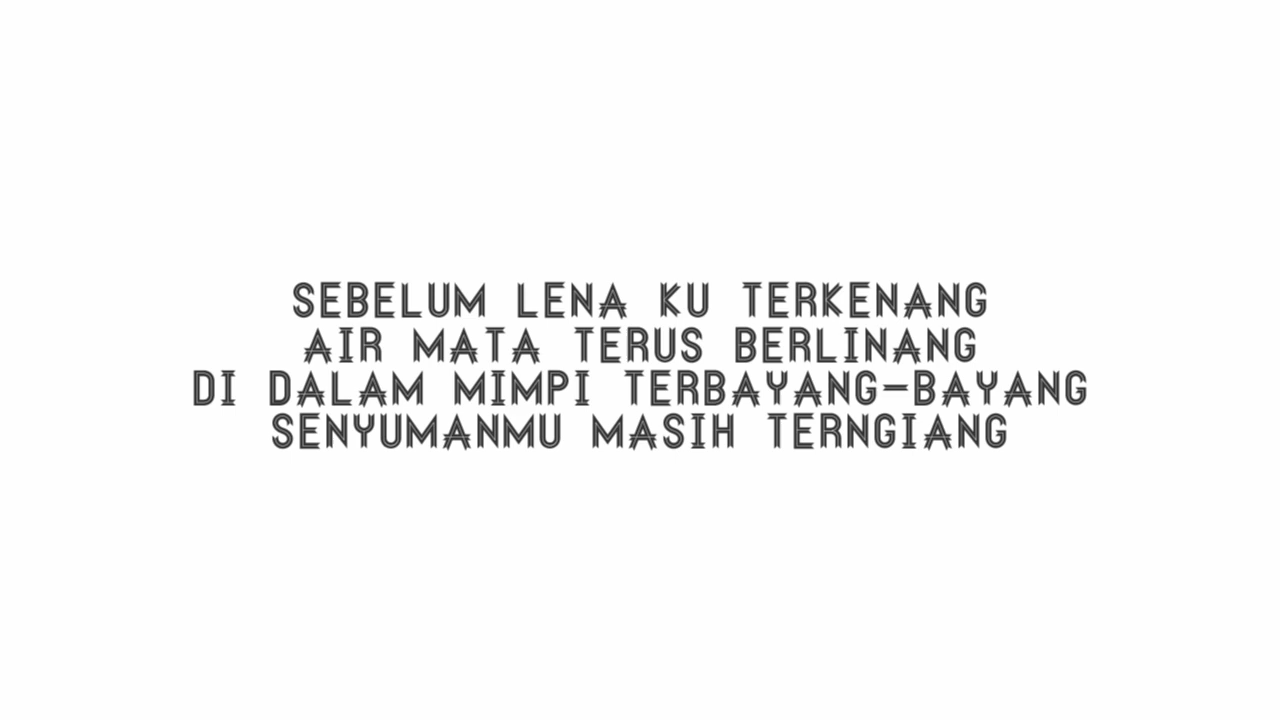 SEBELUM LENA KU TERKENANG
AIR MATA TERUS BERLINANG
DI DALAM MIMPI TERBAYANG-BAYANG
SENYUMANMU MASIH TERNGIANG